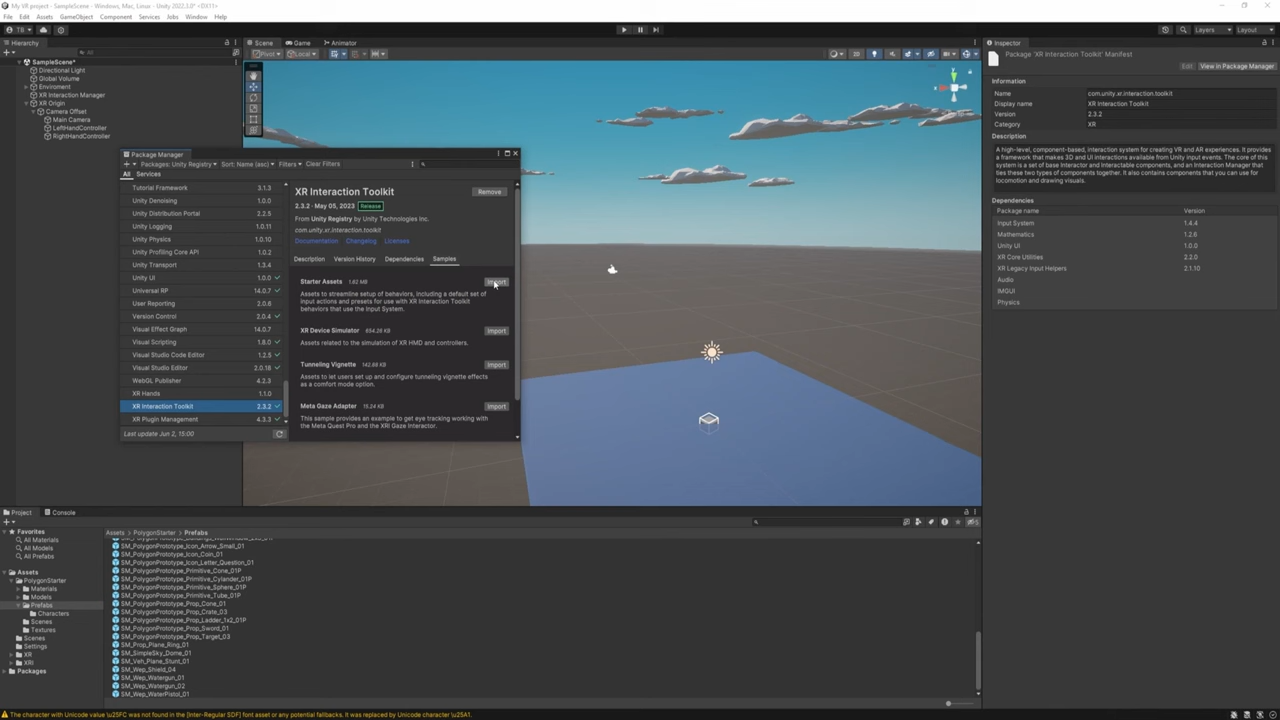 My VR project - SampleScene - Windows, Mac, Linux - Unity 2022.3.0* <DX11>
File Edit Assets GameObject Component Services Jobs Window Help
TB
Layers Layout
Hierarchy
All
SampleScene*
Directional Light
Global Volume
Enviroment
XR Interaction Manager
XR Origin
Camera Offset
Main Camera
LeftHandController
RightHandController
Scene Game Animator
Pivot Local
2D
Package Manager
Packages: Unity Registry Sort: Name (asc) Filters Clear Filters
All Services
Tutorial Framework 3.1.3
Unity Denoising 1.0.0
Unity Distribution Portal 2.2.5
Unity Logging 1.0.11
Unity Physics 1.0.10
Unity Profiling Core API 1.0.2
Unity Transport 1.3.4
Unity UI 1.0.0
Universal RP 14.0.7
User Reporting 2.0.6
Version Control 2.0.4
Visual Effect Graph 14.0.7
Visual Scripting 1.8.0
Visual Studio Code Editor 1.2.5
Visual Studio Editor 2.0.18
WebGL Publisher 4.2.3
XR Hands 1.1.0
XR Interaction Toolkit 2.3.2
XR Plugin Management 4.3.3
Last update Jun 2, 15:00
XR Interaction Toolkit
Remove
2.3.2 · May 05, 2023 Release
From Unity Registry by Unity Technologies Inc.
com.unity.xr.interaction.toolkit
Documentation Changelog Licenses
Description Version History Dependencies Samples
Starter Assets 1.62 MB Import
Assets to streamline setup of behaviors, including a default set of
input actions and presets for use with XR Interaction Toolkit
behaviors that use the Input System.
XR Device Simulator 654.26 KB Import
Assets related to the simulation of XR HMD and controllers.
Tunneling Vignette Import
Assets to let users set up and configure tunneling vignette effects
as a comfort mode option.
Meta Gaze Adapter 15.24 KB Import
This sample provides an example to get eye tracking working with
the Meta Quest Pro and the XRI Gaze Interactor.
Inspector
Package 'XR Interaction Toolkit' Manifest
Edit View in Package Manager
Information
Name com.unity.xr.interaction.toolkit
Display name XR Interaction Toolkit
Version 2.3.2
Category XR
Description
A high-level, component-based, interaction system for creating VR and AR experiences. It provides
a framework that makes 3D and UI interactions available from Unity input events. The core of this
system is a set of base Interactor and Interactable components, and an Interaction Manager that
ties these two types of components together. It also contains components that you can use for
locomotion and drawing visuals.
Dependencies
Package name Version
Input System 1.4.4
Mathematics 1.2.6
Unity UI 1.0.0
XR Core Utilities 2.2.0
XR Legacy Input Helpers 2.1.10
Audio
IMGUI
Physics
Project Console
Favorites
All Materials
All Models
All Prefabs
Assets
PolygonStarter
Materials
Models
Prefabs
Characters
Scenes
Textures
Scenes
Settings
XR
XRI
Packages
Assets > PolygonStarter > Prefabs
SM_PolygonPrototype_Icon_Arrow_Small_01
SM_PolygonPrototype_Icon_Coin_01
SM_PolygonPrototype_Icon_Letter_Question_01
SM_PolygonPrototype_Primitive_Cone_01P
SM_PolygonPrototype_Primitive_Cylander_01P
SM_PolygonPrototype_Primitive_Sphere_01P
SM_PolygonPrototype_Primitive_Tube_01P
SM_PolygonPrototype_Prop_Cone_01
SM_PolygonPrototype_Prop_Crate_03
SM_PolygonPrototype_Prop_Ladder_1x2_01P
SM_PolygonPrototype_Prop_Sword_01
SM_PolygonPrototype_Prop_Target_03
SM_Prop_Plane_Ring_01
SM_SimpleSky_Dome_01
SM_Veh_Plane_Stunt_01
SM_Wep_Shield_04
SM_Wep_Watergun_01
SM_Wep_Watergun_02
SM_Wep_WaterPistol_01
The character with Unicode value \u25FC was not found in the [Inter-Regular SDF] font asset or any potential fallbacks. It was replaced by Unicode character \u25A1.